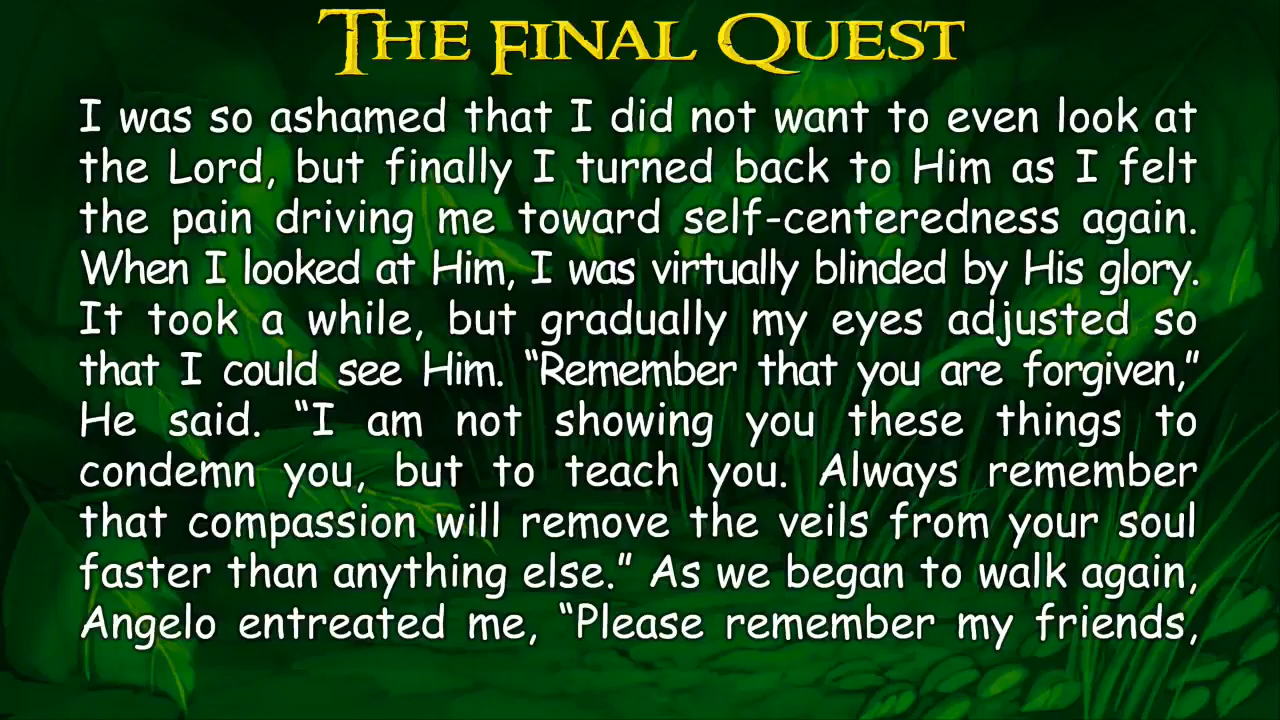 THE FINAL QUEST
I was so ashamed that I did not want to even look at
the Lord, but finally I turned back to Him as I felt
the pain driving me toward self-centeredness again.
When I looked at Him, I was virtually blinded by His glory.
It took a while, but gradually my eyes adjusted so
that I could see Him. “Remember that you are forgiven,”
He said. “I am not showing you these things to
condemn you, but to teach you. Always remember
that compassion will remove the veils from your soul
faster than anything else.” As we began to walk again,
Angelo entreated me, “Please remember my friends,